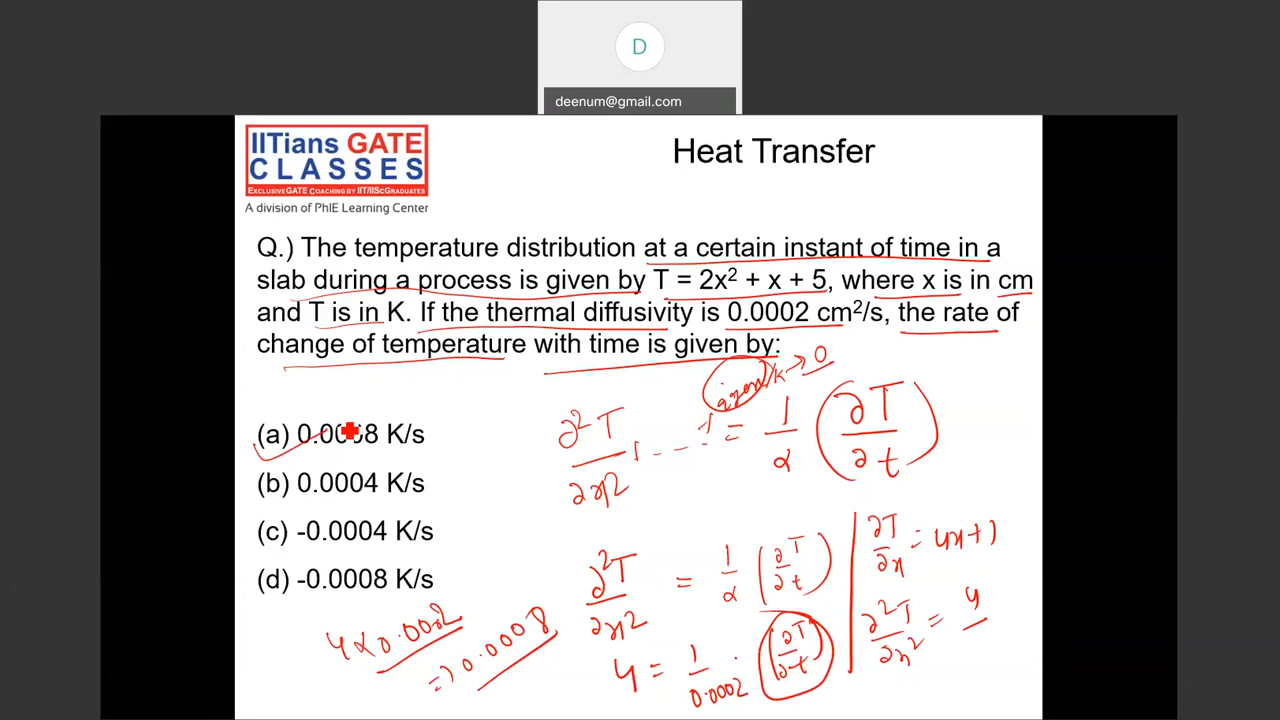 D
deenum@gmail.com
IITians GATE
CLASSES
EXCLUSIVE GATE COACHING BY IIT/IISc GRADUATES
A division of PhIE Learning Center
Heat Transfer
Q.) The temperature distribution at a certain instant of time in a
slab during a process is given by T = 2x² + x + 5, where x is in cm
and T is in K. If the thermal diffusivity is 0.0002 cm²/s, the rate of
change of temperature with time is given by:
→ 0
∂²T/∂x² + - - - = 1/α (∂T/∂t)
(a) 0.0008 K/s
(b) 0.0004 K/s
(c) -0.0004 K/s
(d) -0.0008 K/s
∂²T/∂x² = 1/α (∂T/∂t)
4 = 1/0.0002 · (∂T/∂t)
∂T/∂x = 4x+1
∂²T/∂x² = 4
4×0.0002
=> 0.0008